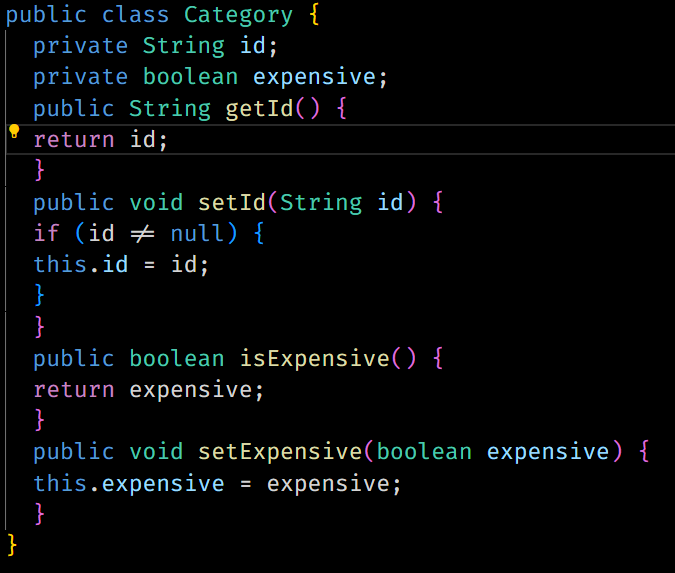 public class Category {
private String id;
private boolean expensive;
public String getId() {
return id;
}
public void setId(String id) {
if (id ≠ null) {
this.id = id;
}
}
public boolean isExpensive() {
return expensive;
}
public void setExpensive(boolean expensive) {
this.expensive = expensive;
}
}